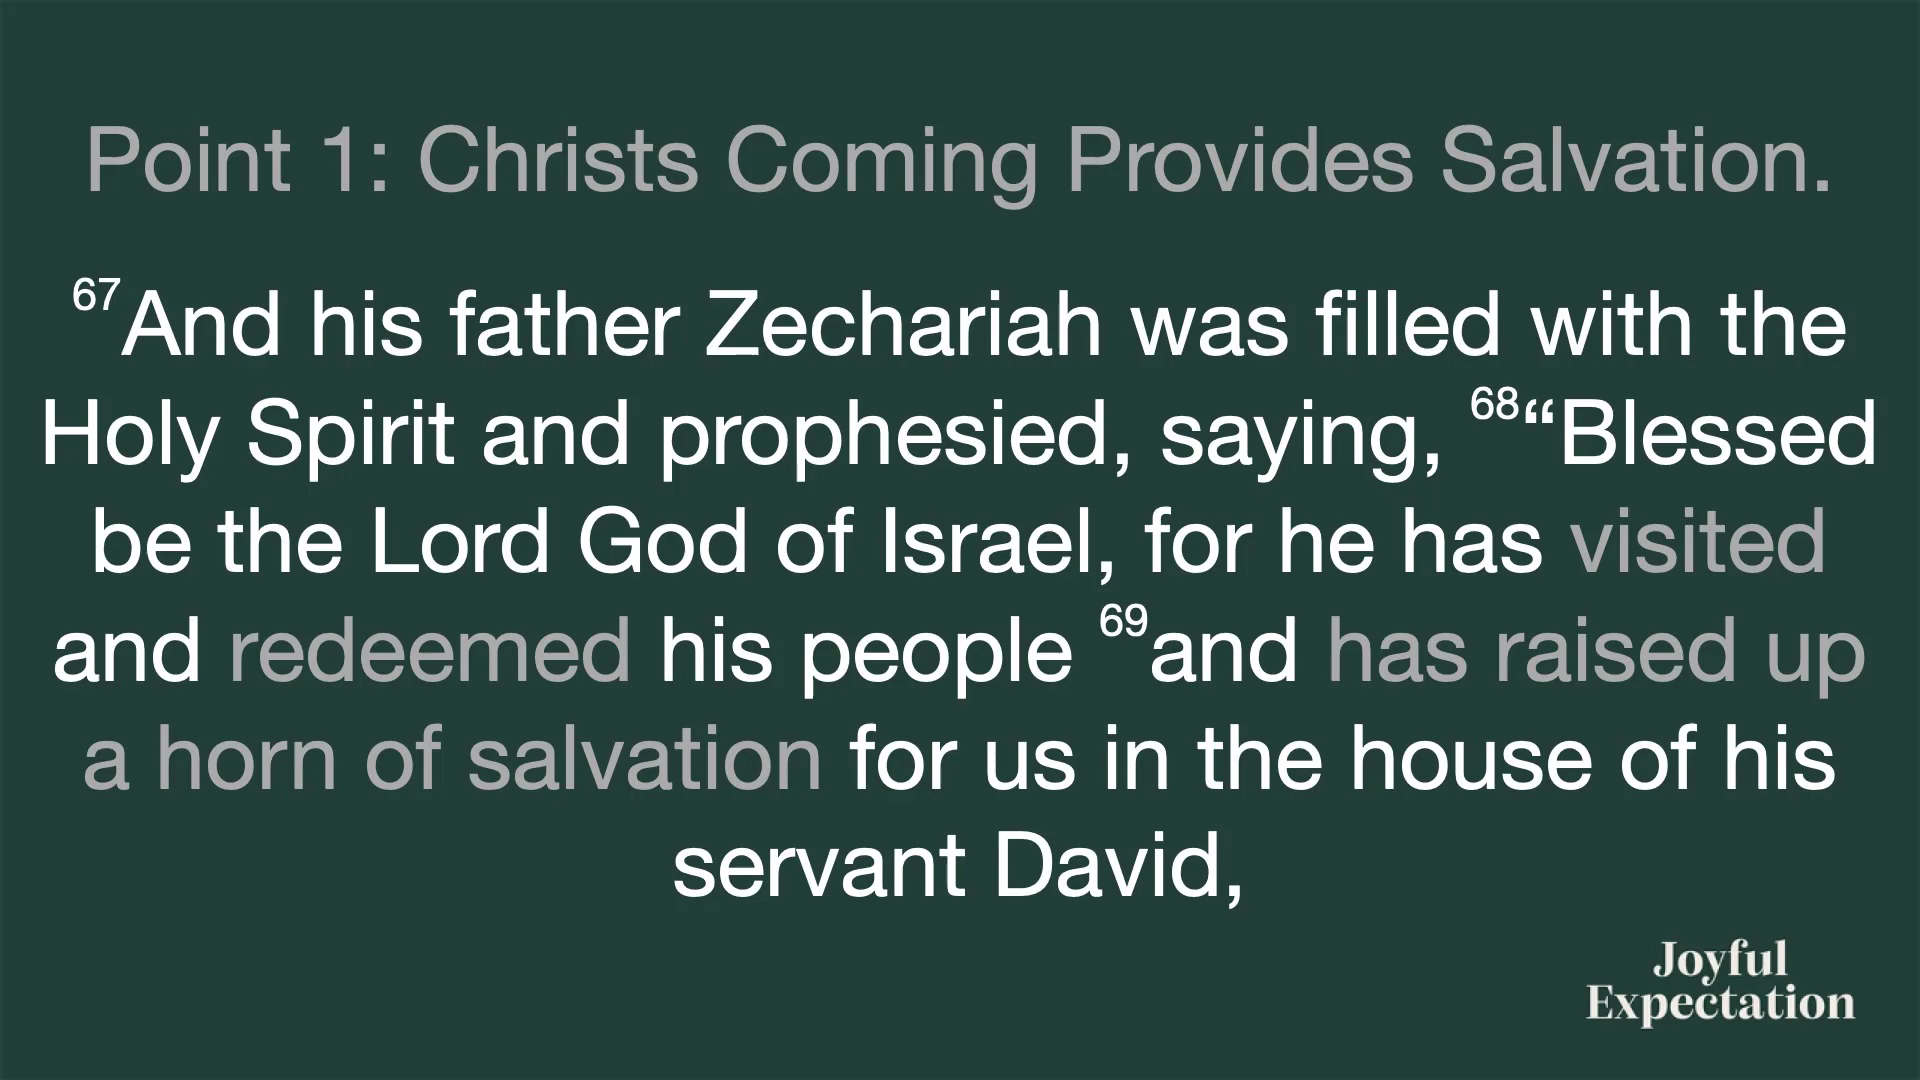 Point 1: Christs Coming Provides Salvation.
67And his father Zechariah was filled with the
Holy Spirit and prophesied, saying, 68“Blessed
be the Lord God of Israel, for he has visited
and redeemed his people 69and has raised up
a horn of salvation for us in the house of his
servant David,
Joyful
Expectation